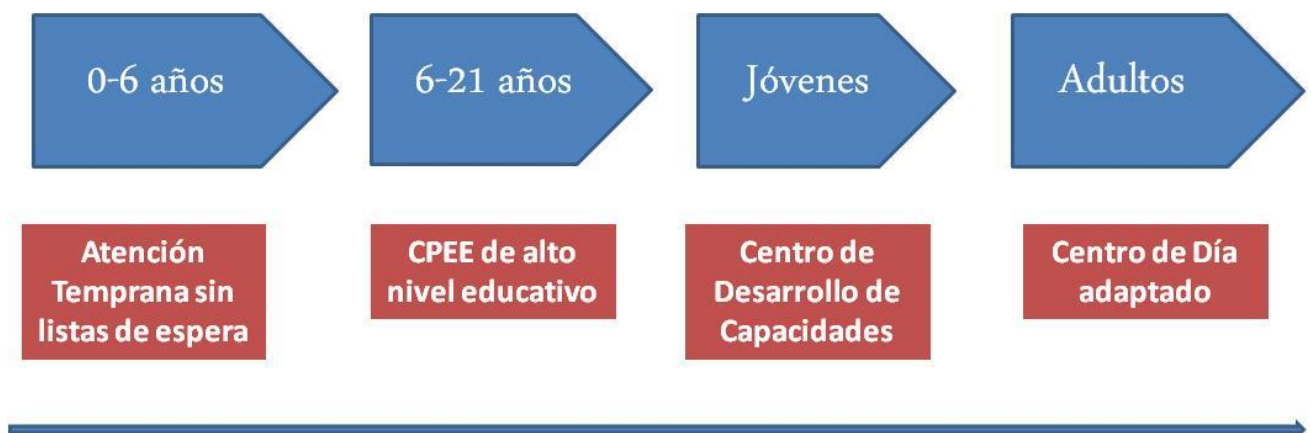 0-6 años
6-21 años
Jóvenes
Adultos
Atención
Temprana sin
listas de espera
CPEE de alto
nivel educativo
Centro de
Desarrollo de
Capacidades
Centro de Día
adaptado